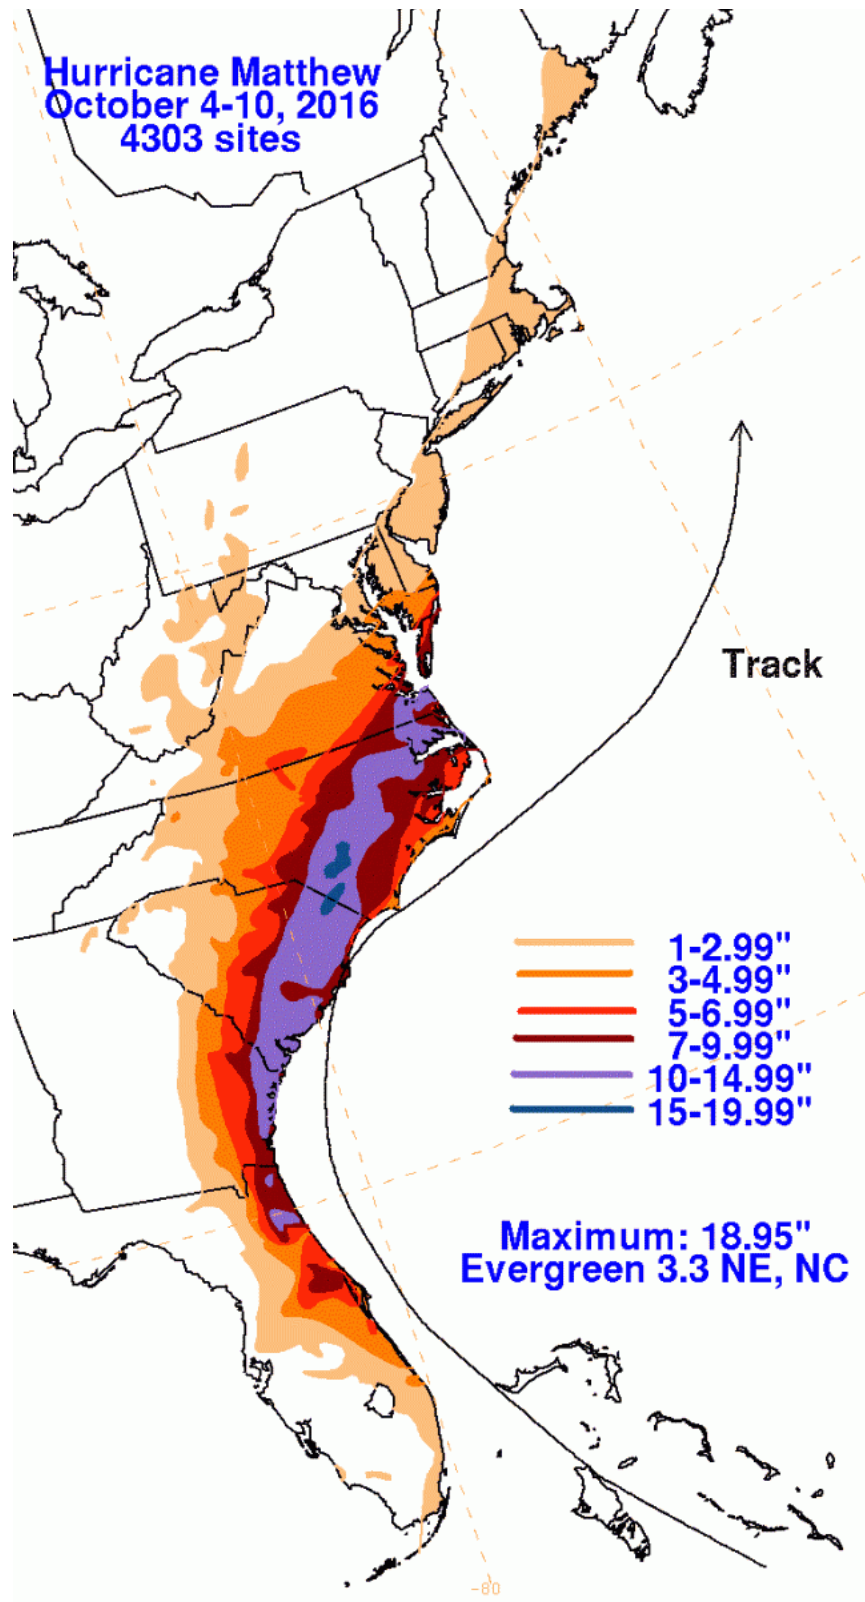 Hurricane Matthew
October 4-10, 2016
4303 sites
Track
1-2.99"
3-4.99"
5-6.99"
7-9.99"
10-14.99"
15-19.99"
Maximum: 18.95"
Evergreen 3.3 NE, NC
-80